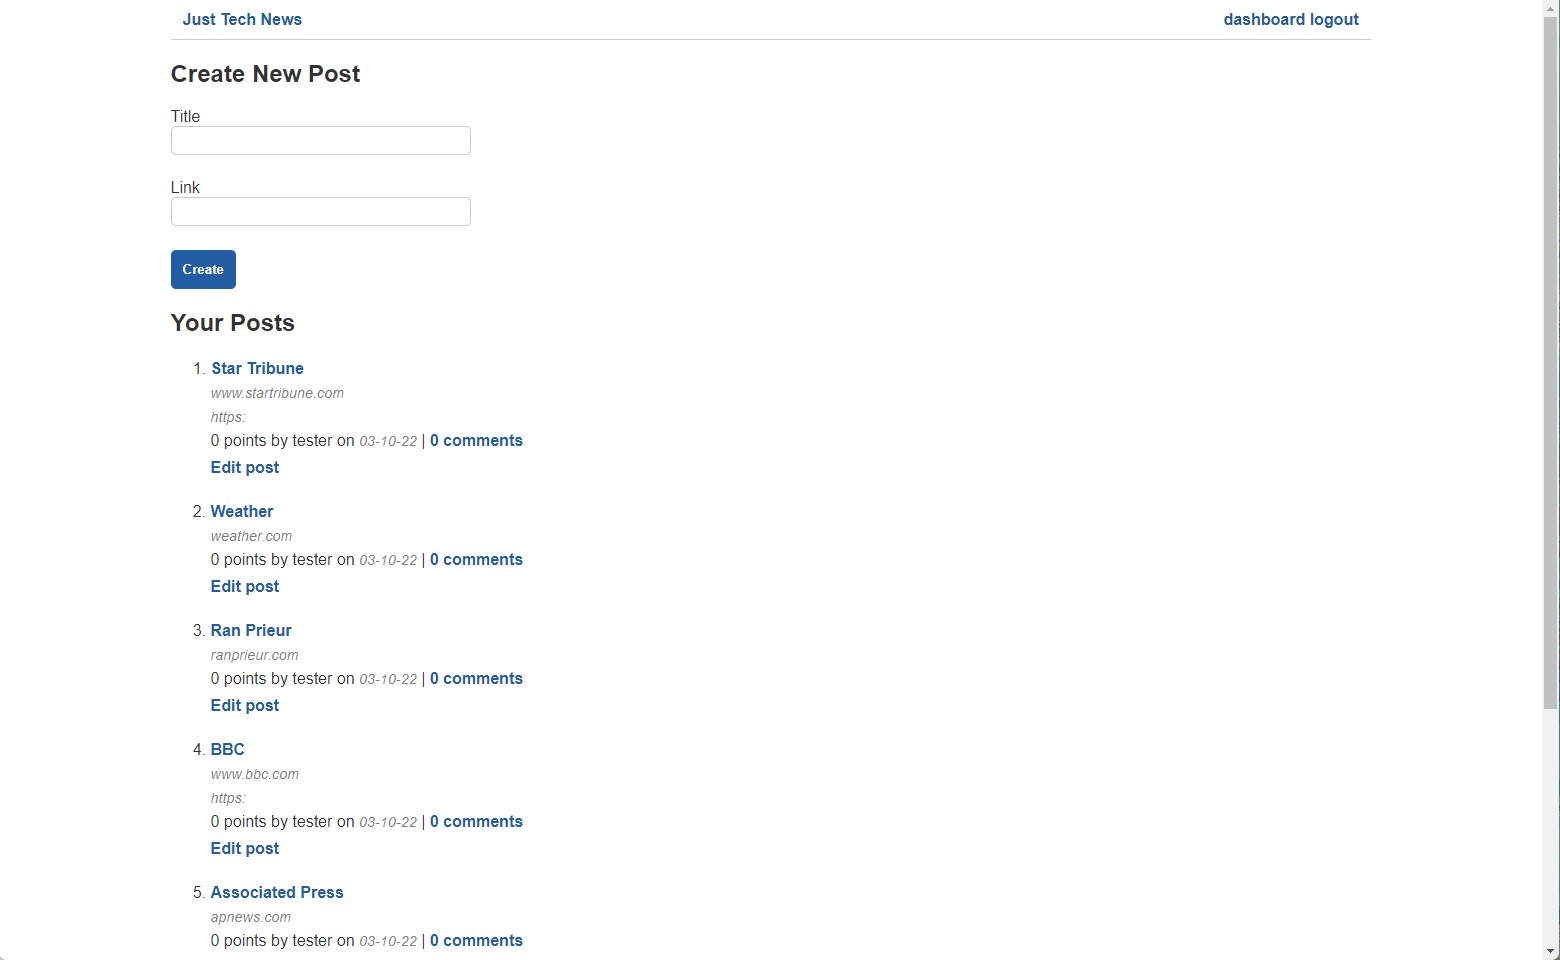 Just Tech News
dashboard logout
Create New Post
Title
Link
Create
Your Posts
1. Star Tribune
www.startribune.com
https:
0 points by tester on 03-10-22 | 0 comments
Edit post
2. Weather
weather.com
0 points by tester on 03-10-22 | 0 comments
Edit post
3. Ran Prieur
ranprieur.com
0 points by tester on 03-10-22 | 0 comments
Edit post
4. BBC
www.bbc.com
https:
0 points by tester on 03-10-22 | 0 comments
Edit post
5. Associated Press
apnews.com
0 points by tester on 03-10-22 | 0 comments